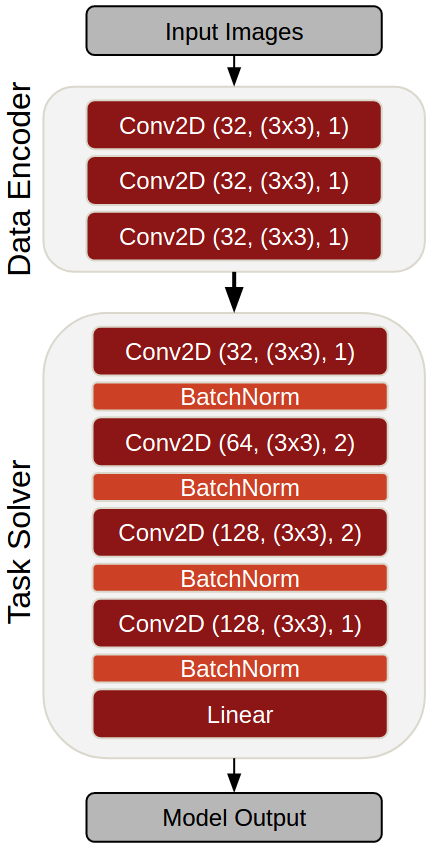 Input Images
Data Encoder
Conv2D (32, (3x3), 1)
Conv2D (32, (3x3), 1)
Conv2D (32, (3x3), 1)
Task Solver
Conv2D (32, (3x3), 1)
BatchNorm
Conv2D (64, (3x3), 2)
BatchNorm
Conv2D (128, (3x3), 2)
BatchNorm
Conv2D (128, (3x3), 1)
BatchNorm
Linear
Model Output